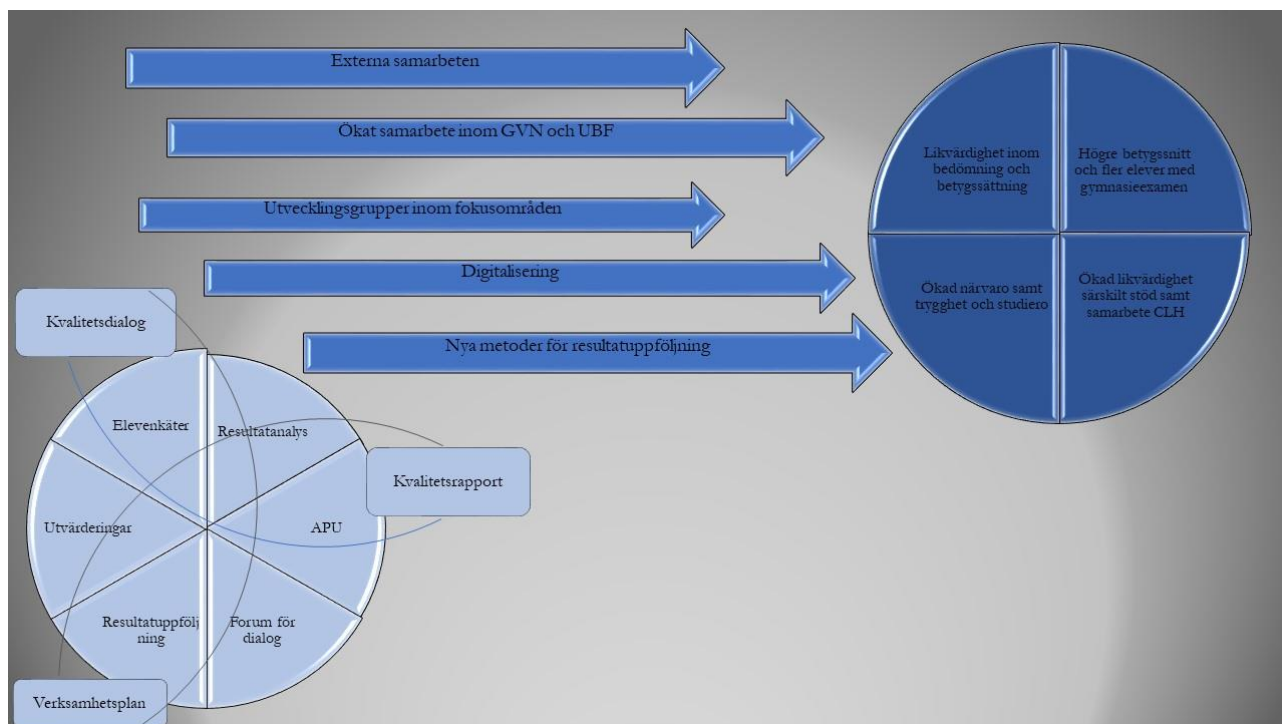 Externa samarbeten
Ökat samarbete inom GVN och UBF
Utvecklingsgrupper inom fokusområden
Digitalisering
Nya metoder för resultatuppföljning
Likvärdighet inom
bedömning och
betygssättning
Högre betygssnitt
och fler elever med
gymnasieexamen
Ökad närvaro samt
trygghet och studiero
Ökad likvärdighet
särskilt stöd samt
samarbete CLH
Kvalitetsdialog
Elevenkäter
Resultatanalys
Kvalitetsrapport
Utvärderingar
APU
Resultatuppföлj
ning
Forum för
dialog
Verksamhetsplan